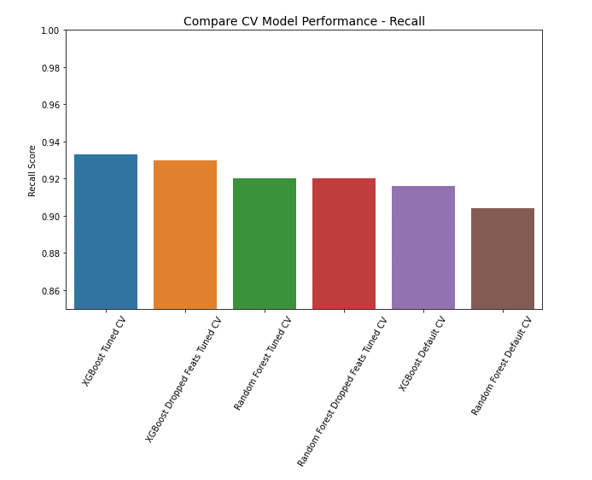 Compare CV Model Performance - Recall
1.00
0.98
0.96
0.94
0.92
0.90
0.88
0.86
Recall Score
XGBoost Tuned CV
XGBoost Dropped Feats Tuned CV
Random Forest Tuned CV
Random Forest Dropped Feats Tuned CV
XGBoost Default CV
Random Forest Default CV